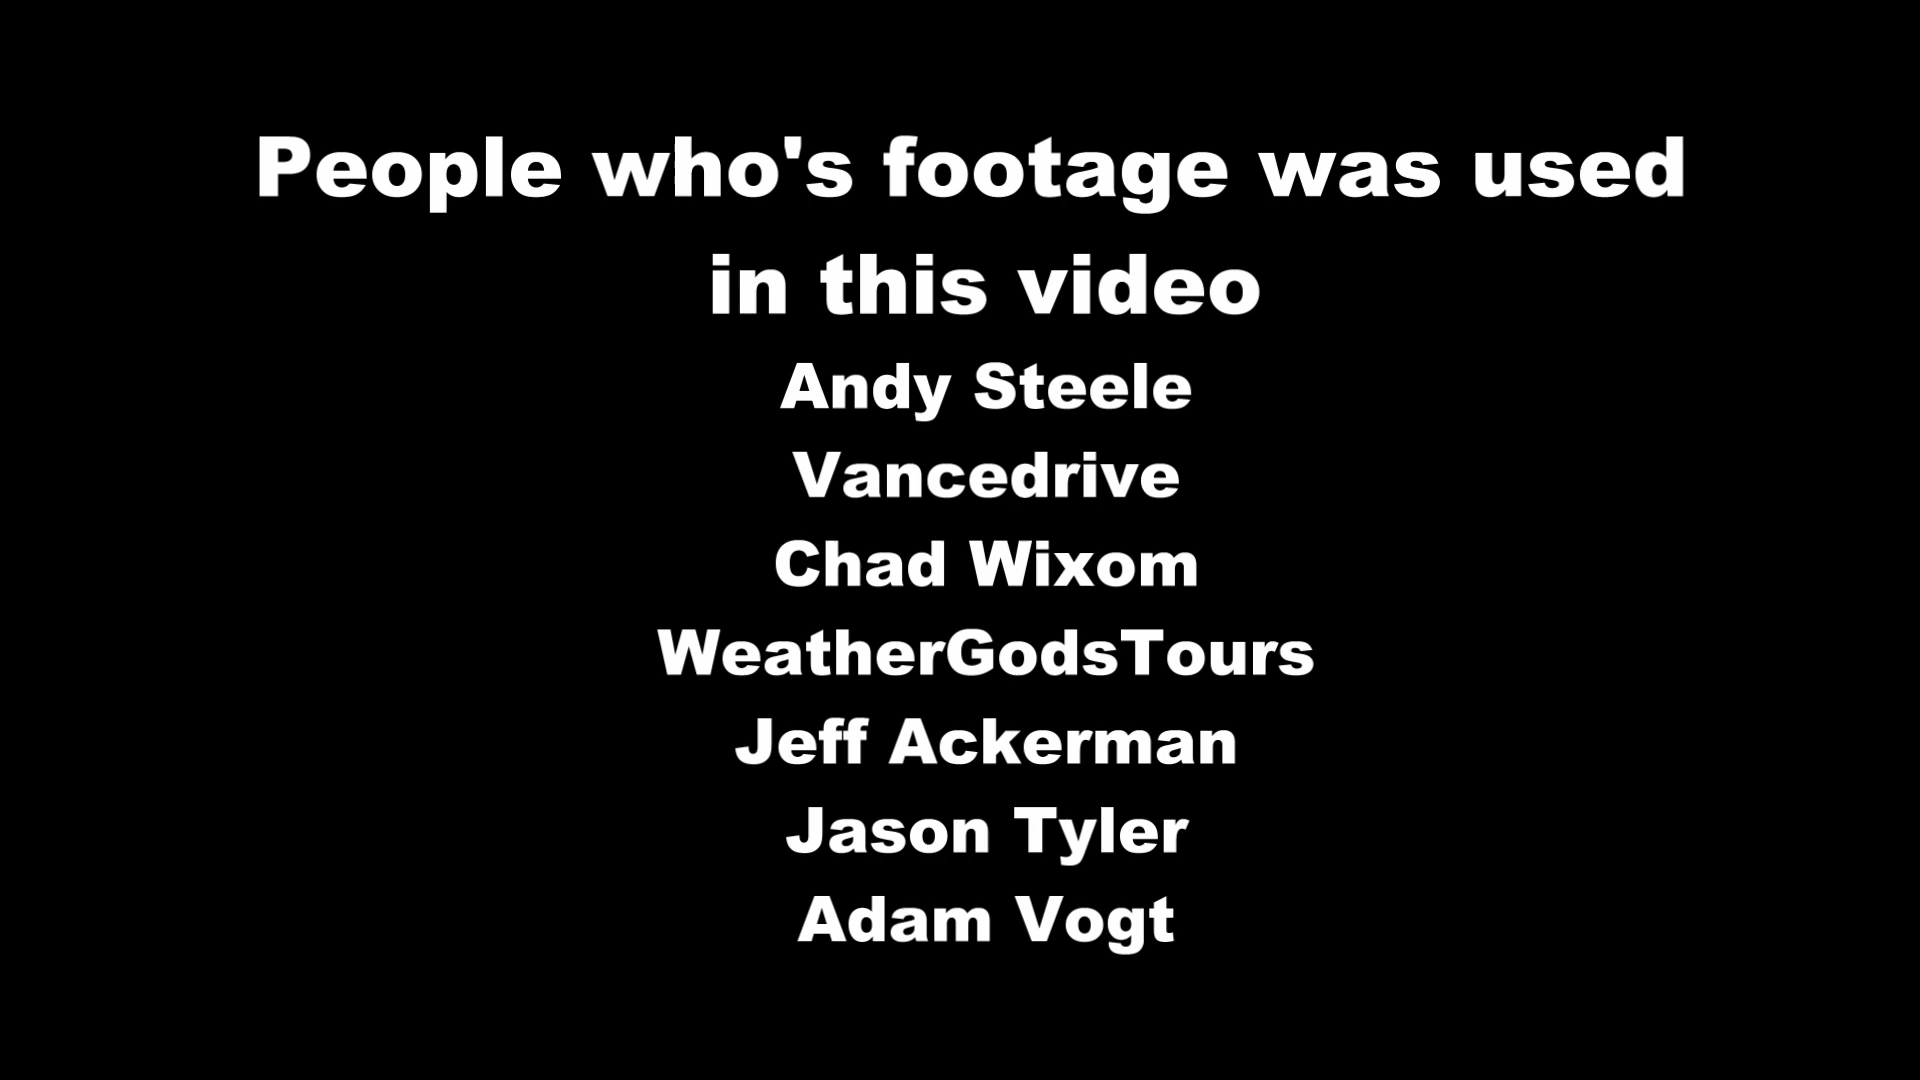 People who's footage was used
in this video
Andy Steele
Vancedrive
Chad Wixom
WeatherGodsTours
Jeff Ackerman
Jason Tyler
Adam Vogt